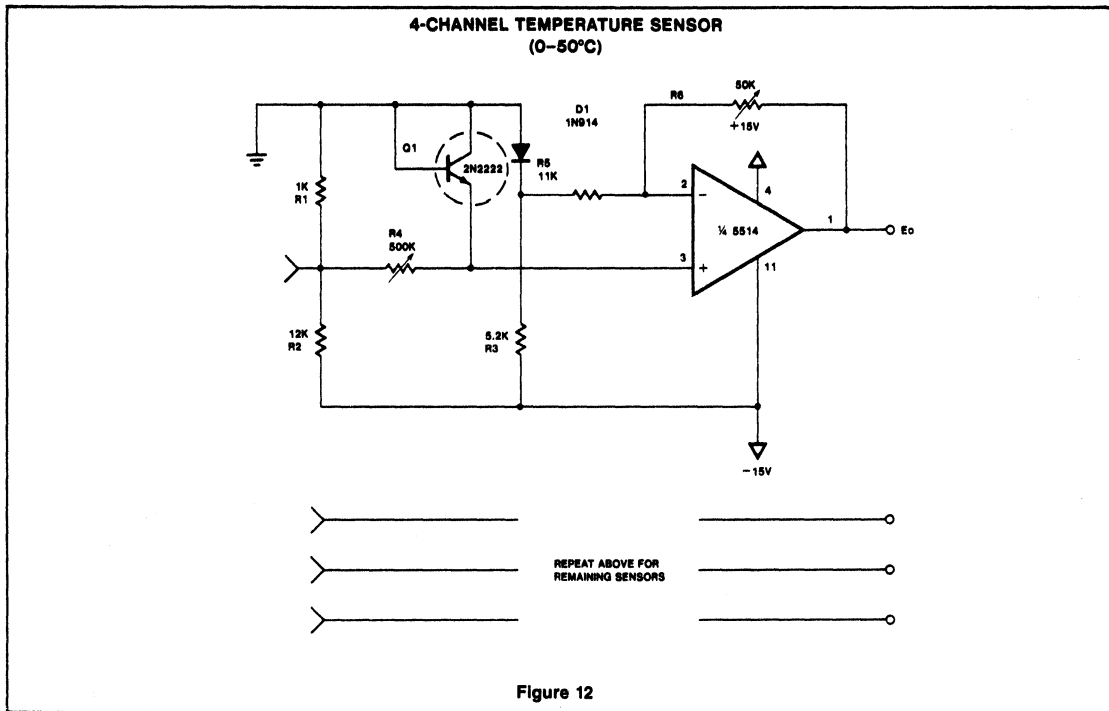 4-CHANNEL TEMPERATURE SENSOR
(0–50°C)
R6
50K
+15V
D1
1N914
Q1
2N2222
R5
11K
1K
R1
R4
500K
2
−
4
¼ 5514
1
Eo
3
+
11
12K
R2
5.2K
R3
−15V
REPEAT ABOVE FOR
REMAINING SENSORS
Figure 12